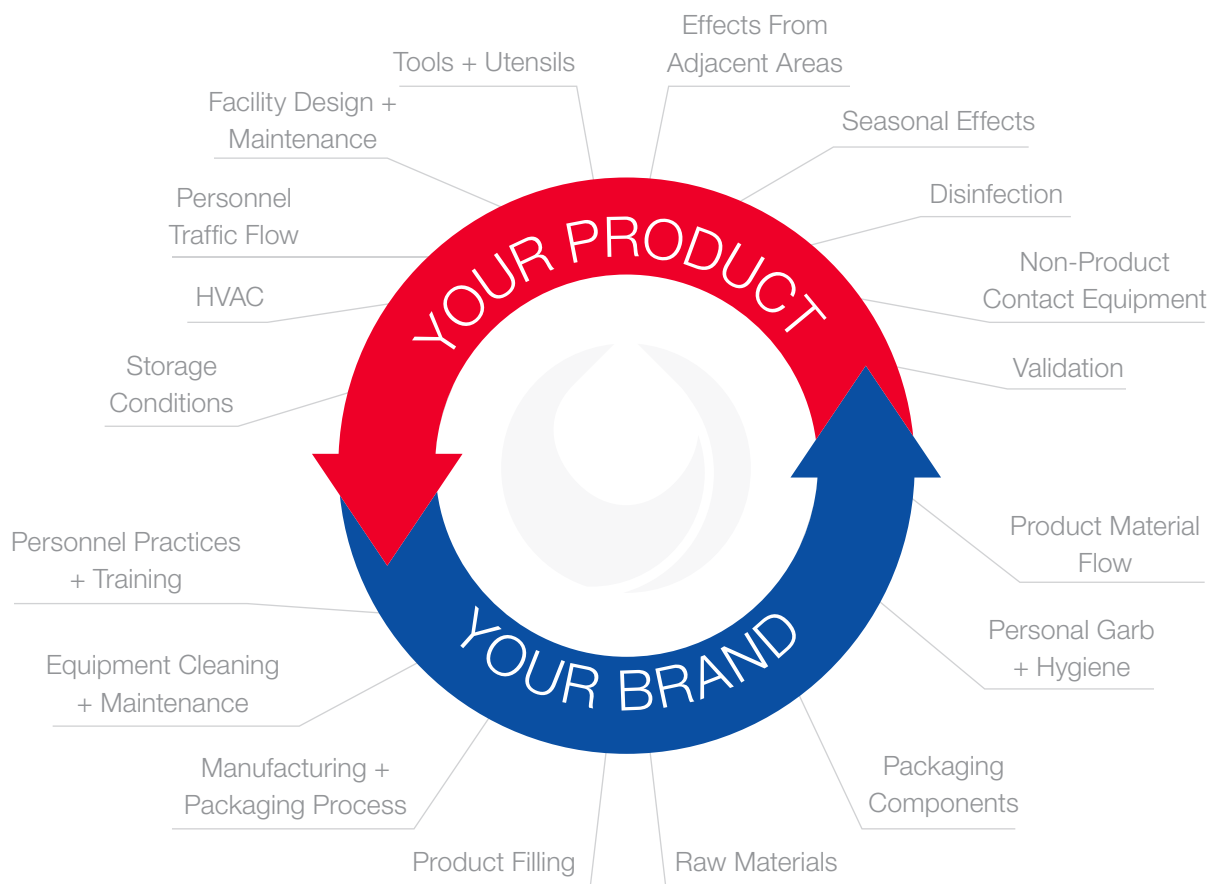 Effects From
Adjacent Areas
Tools + Utensils
Facility Design +
Maintenance
Seasonal Effects
Personnel
Traffic Flow
Disinfection
HVAC
Non-Product
Contact Equipment
Storage
Conditions
Validation
YOUR PRODUCT
YOUR BRAND
Personnel Practices
+ Training
Product Material
Flow
Equipment Cleaning
+ Maintenance
Personal Garb
+ Hygiene
Manufacturing +
Packaging Process
Packaging
Components
Product Filling
Raw Materials